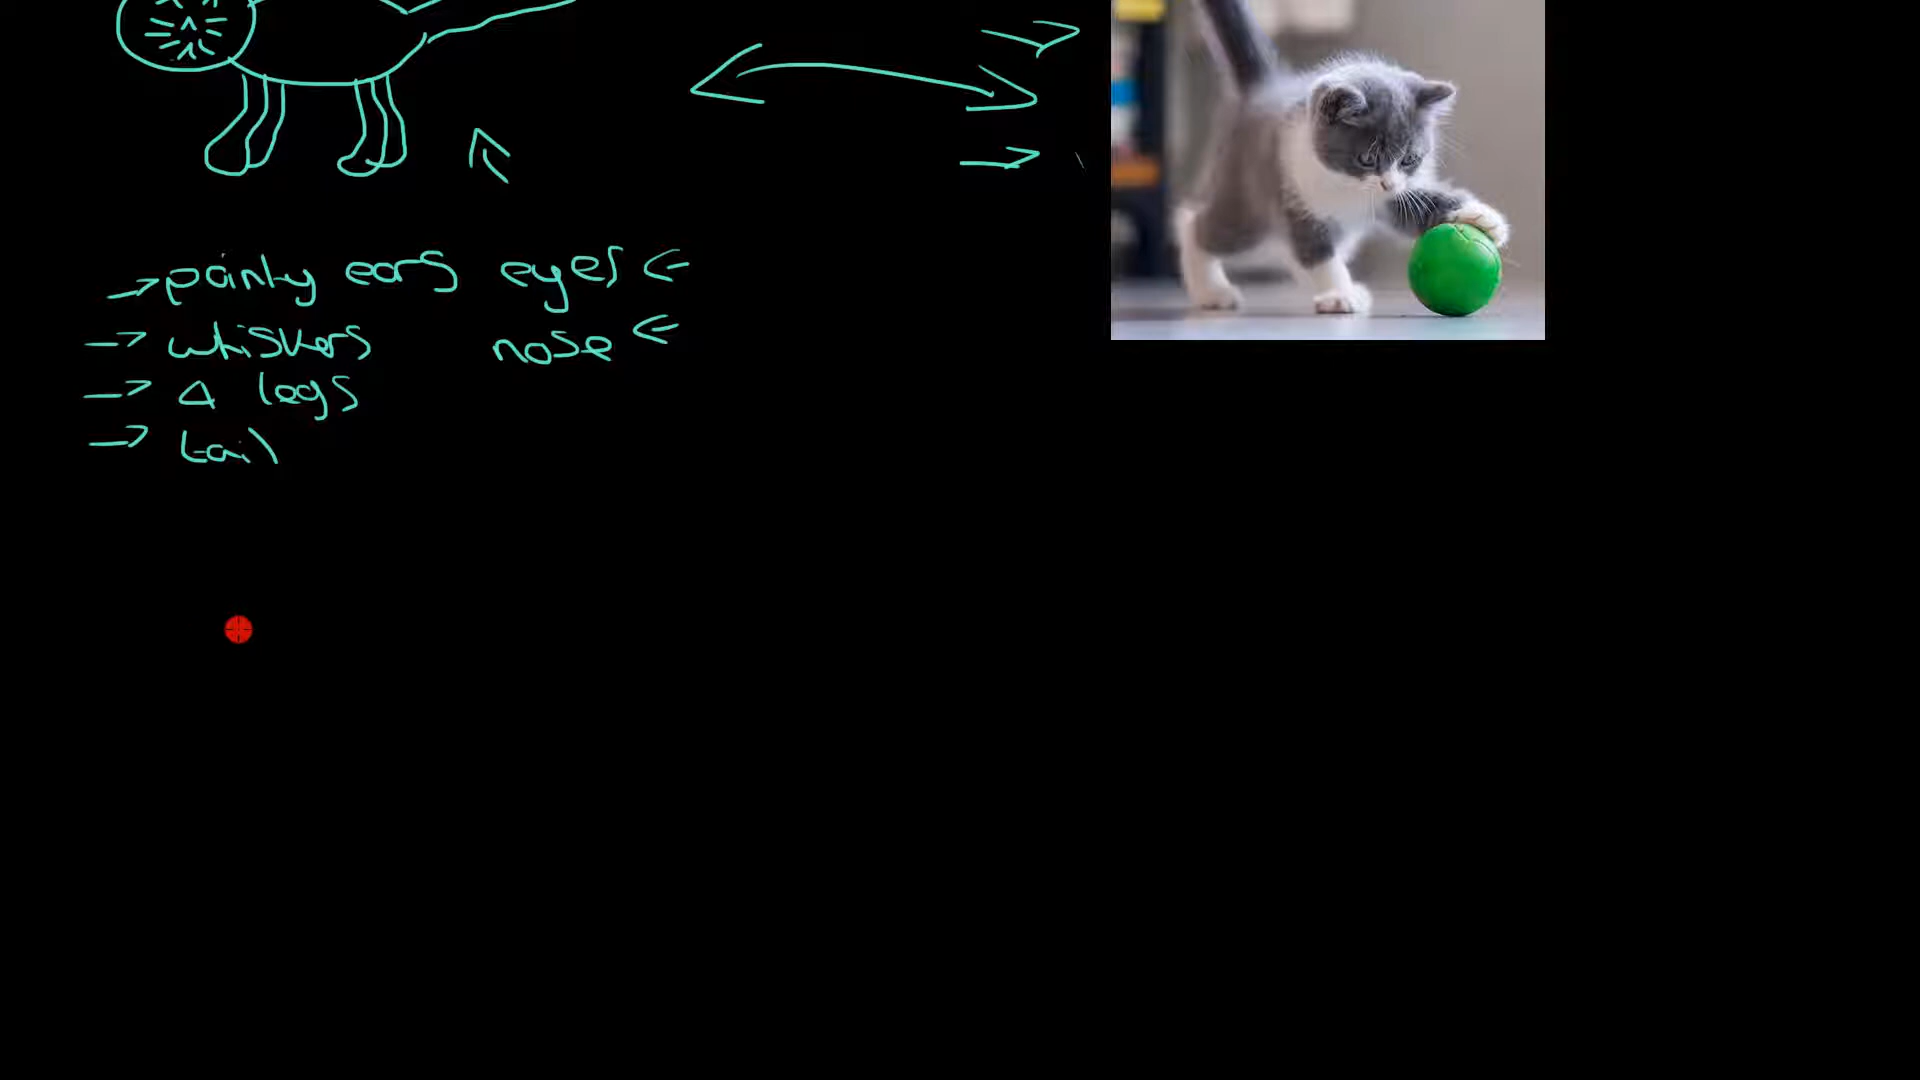 →pointy ears eyes ←
→ whiskers nose ←
→ 4 legs
→ tail